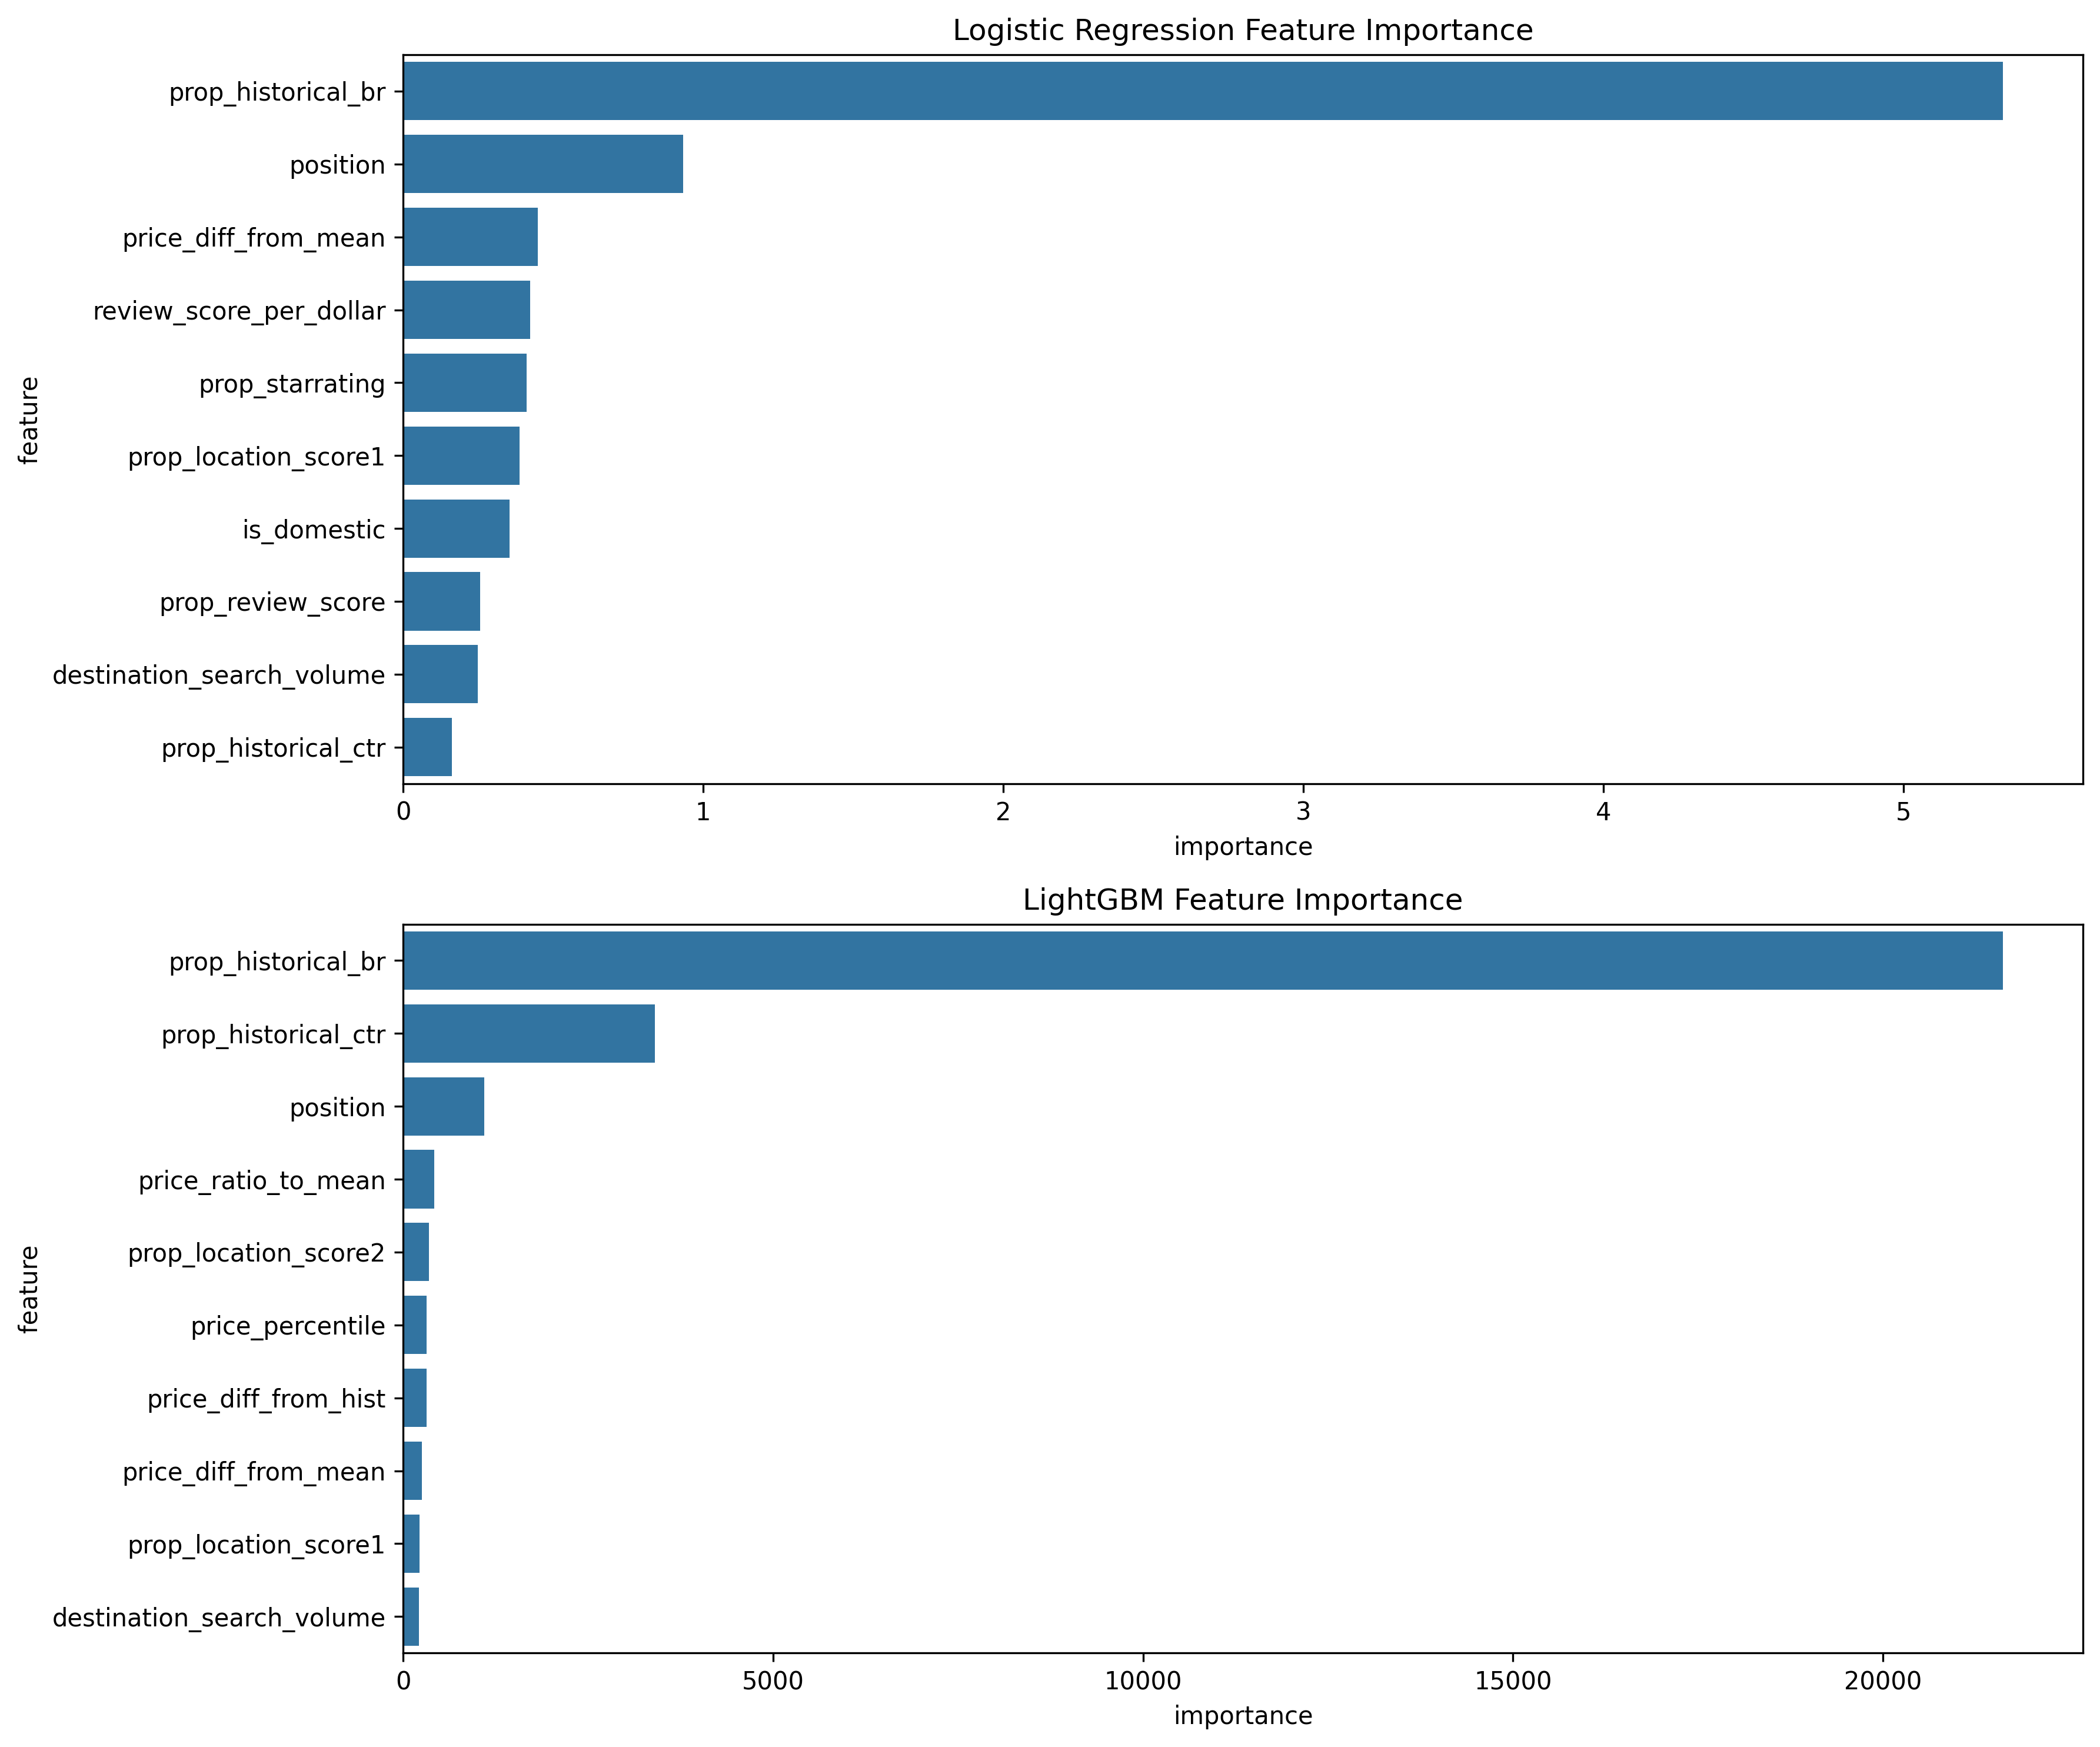 Logistic Regression Feature Importance
prop_historical_br
position
price_diff_from_mean
review_score_per_dollar
prop_starrating
prop_location_score1
is_domestic
prop_review_score
destination_search_volume
prop_historical_ctr
feature
0 1 2 3 4 5
importance
LightGBM Feature Importance
prop_historical_br
prop_historical_ctr
position
price_ratio_to_mean
prop_location_score2
price_percentile
price_diff_from_hist
price_diff_from_mean
prop_location_score1
destination_search_volume
feature
0 5000 10000 15000 20000
importance